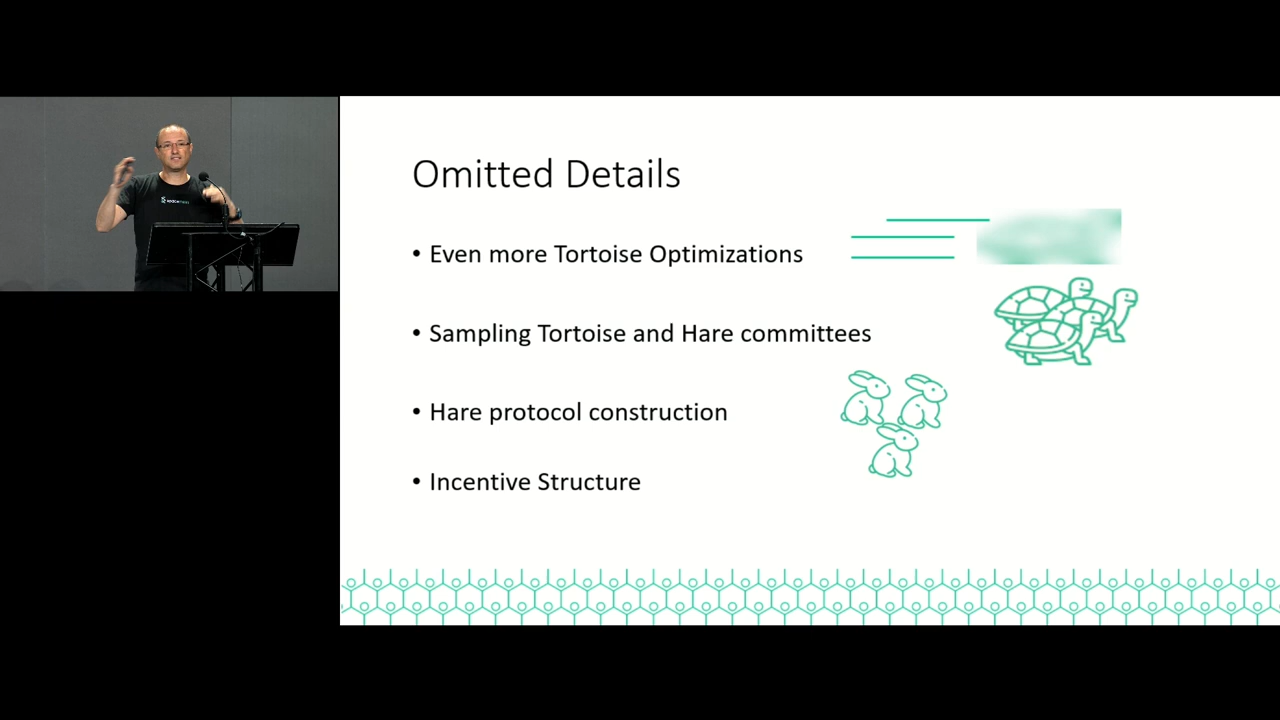 Omitted Details
• Even more Tortoise Optimizations
• Sampling Tortoise and Hare committees
• Hare protocol construction
• Incentive Structure